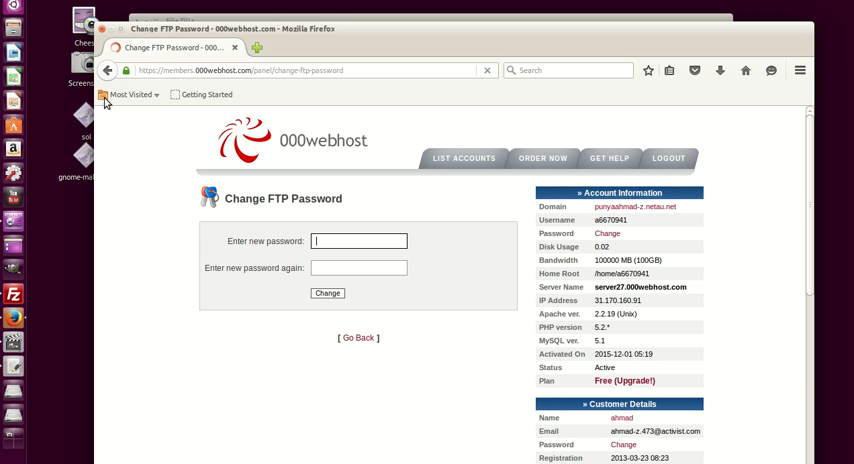 FileZilla
Change FTP Password - 000webhost.com - Mozilla Firefox
Change FTP Password - 000...
https://members.000webhost.com/panel/change-ftp-password
Search
Most Visited
Getting Started
Chees
Screens
sol
gnome-mal
000webhost
LIST ACCOUNTS
ORDER NOW
GET HELP
LOGOUT
Change FTP Password
Enter new password:
Enter new password again:
Change
[ Go Back ]
» Account Information
Domain punyaahmad-z.netau.net
Username a6670941
Password Change
Disk Usage 0.02
Bandwidth 100000 MB (100GB)
Home Root /home/a6670941
Server Name server27.000webhost.com
IP Address 31.170.160.91
Apache ver. 2.2.19 (Unix)
PHP version 5.2.*
MySQL ver. 5.1
Activated On 2015-12-01 05:19
Status Active
Plan Free (Upgrade!)
» Customer Details
Name ahmad
Email ahmad-z.473@activist.com
Password Change
Registration 2013-03-23 08:23